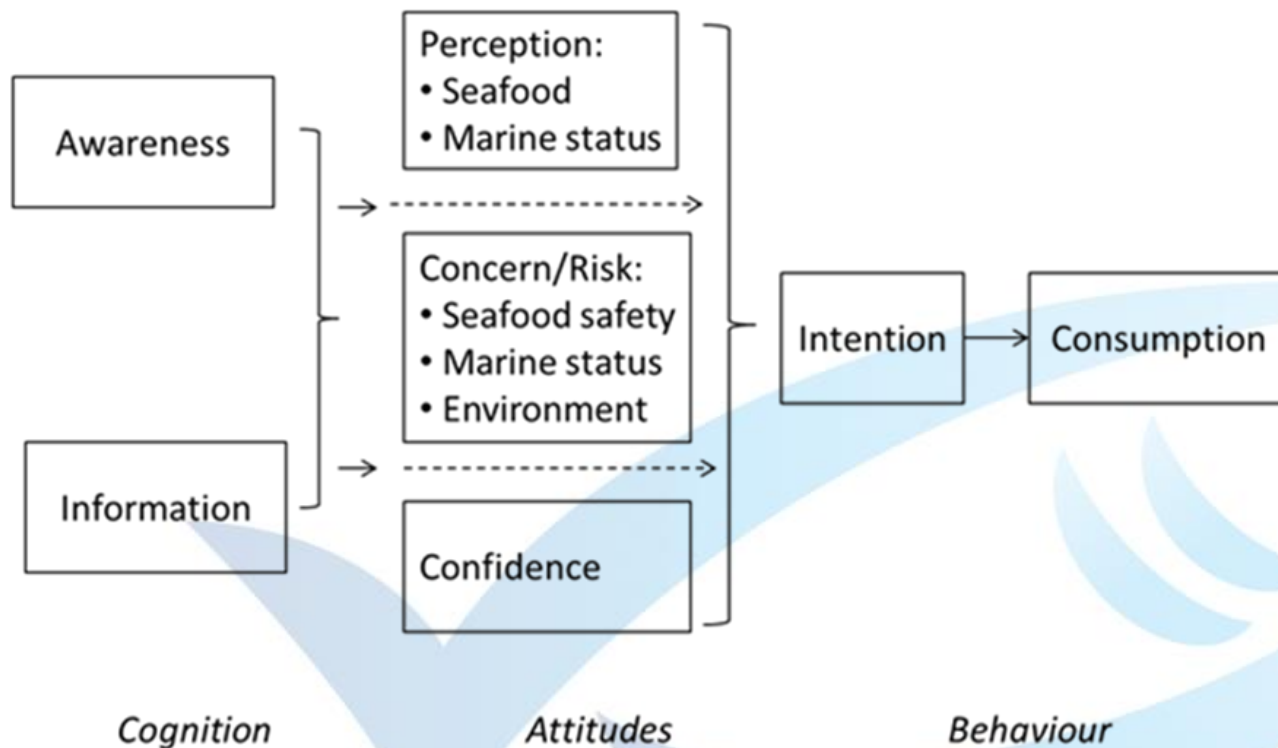 Awareness
Information
Perception:
• Seafood
• Marine status
Concern/Risk:
• Seafood safety
• Marine status
• Environment
Confidence
Intention
Consumption
Cognition
Attitudes
Behaviour